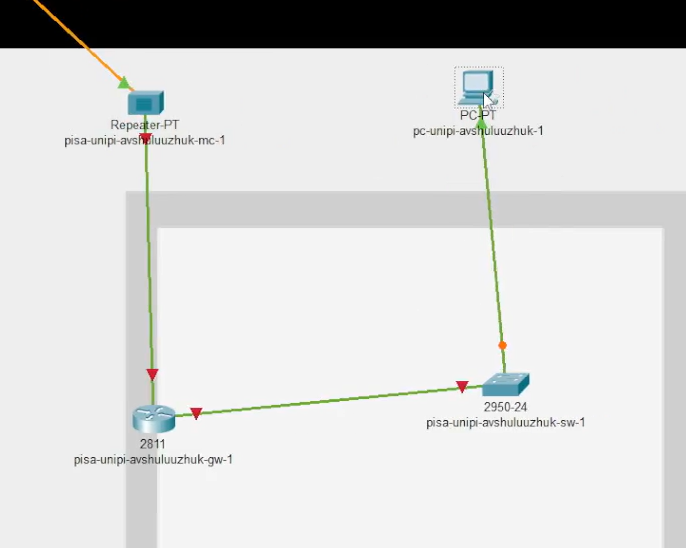 Repeater-PT
pisa-unipi-avshuluuzhuk-mc-1
PC-PT
pc-unipi-avshuluuzhuk-1
2950-24
pisa-unipi-avshuluuzhuk-sw-1
2811
pisa-unipi-avshuluuzhuk-gw-1